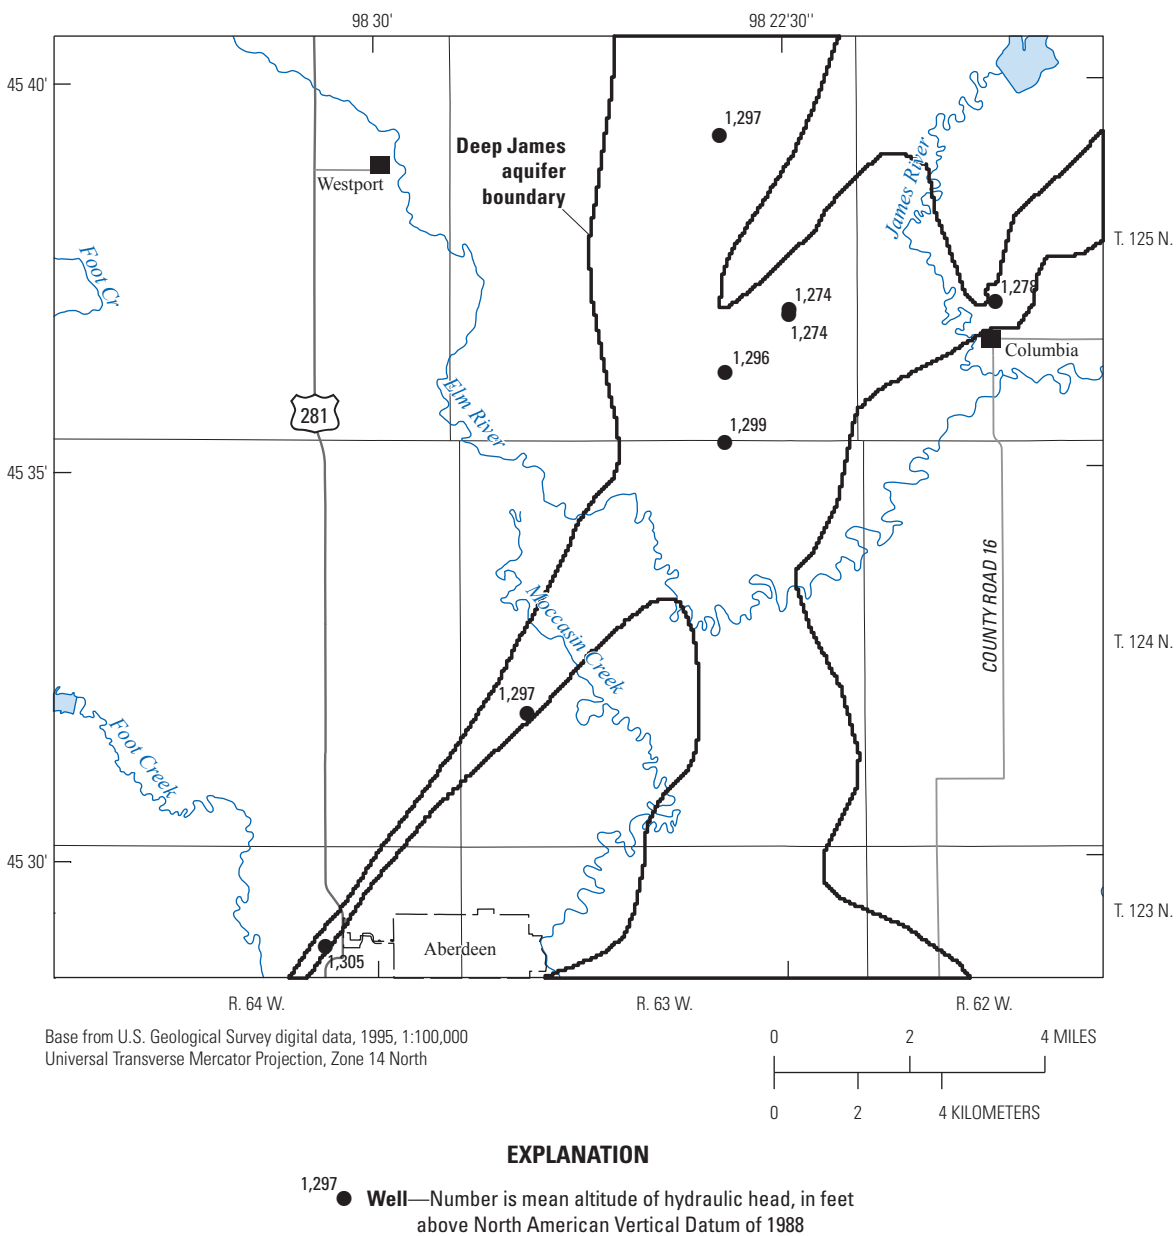 98 30'
98 22'30"
45 40'
1,297
Deep James
aquifer
boundary
Westport
James River
T. 125 N.
Foot Cr
1,278
1,274
1,274
Columbia
1,296
281
Elm River
1,299
45 35'
COUNTY ROAD 16
Moccasin Creek
T. 124 N.
1,297
Foot Creek
45 30'
T. 123 N.
Aberdeen
1,305
R. 64 W.
R. 63 W.
R. 62 W.
Base from U.S. Geological Survey digital data, 1995, 1:100,000
Universal Transverse Mercator Projection, Zone 14 North
0 2 4 MILES
0 2 4 KILOMETERS
EXPLANATION
1,297
Well—Number is mean altitude of hydraulic head, in feet
above North American Vertical Datum of 1988